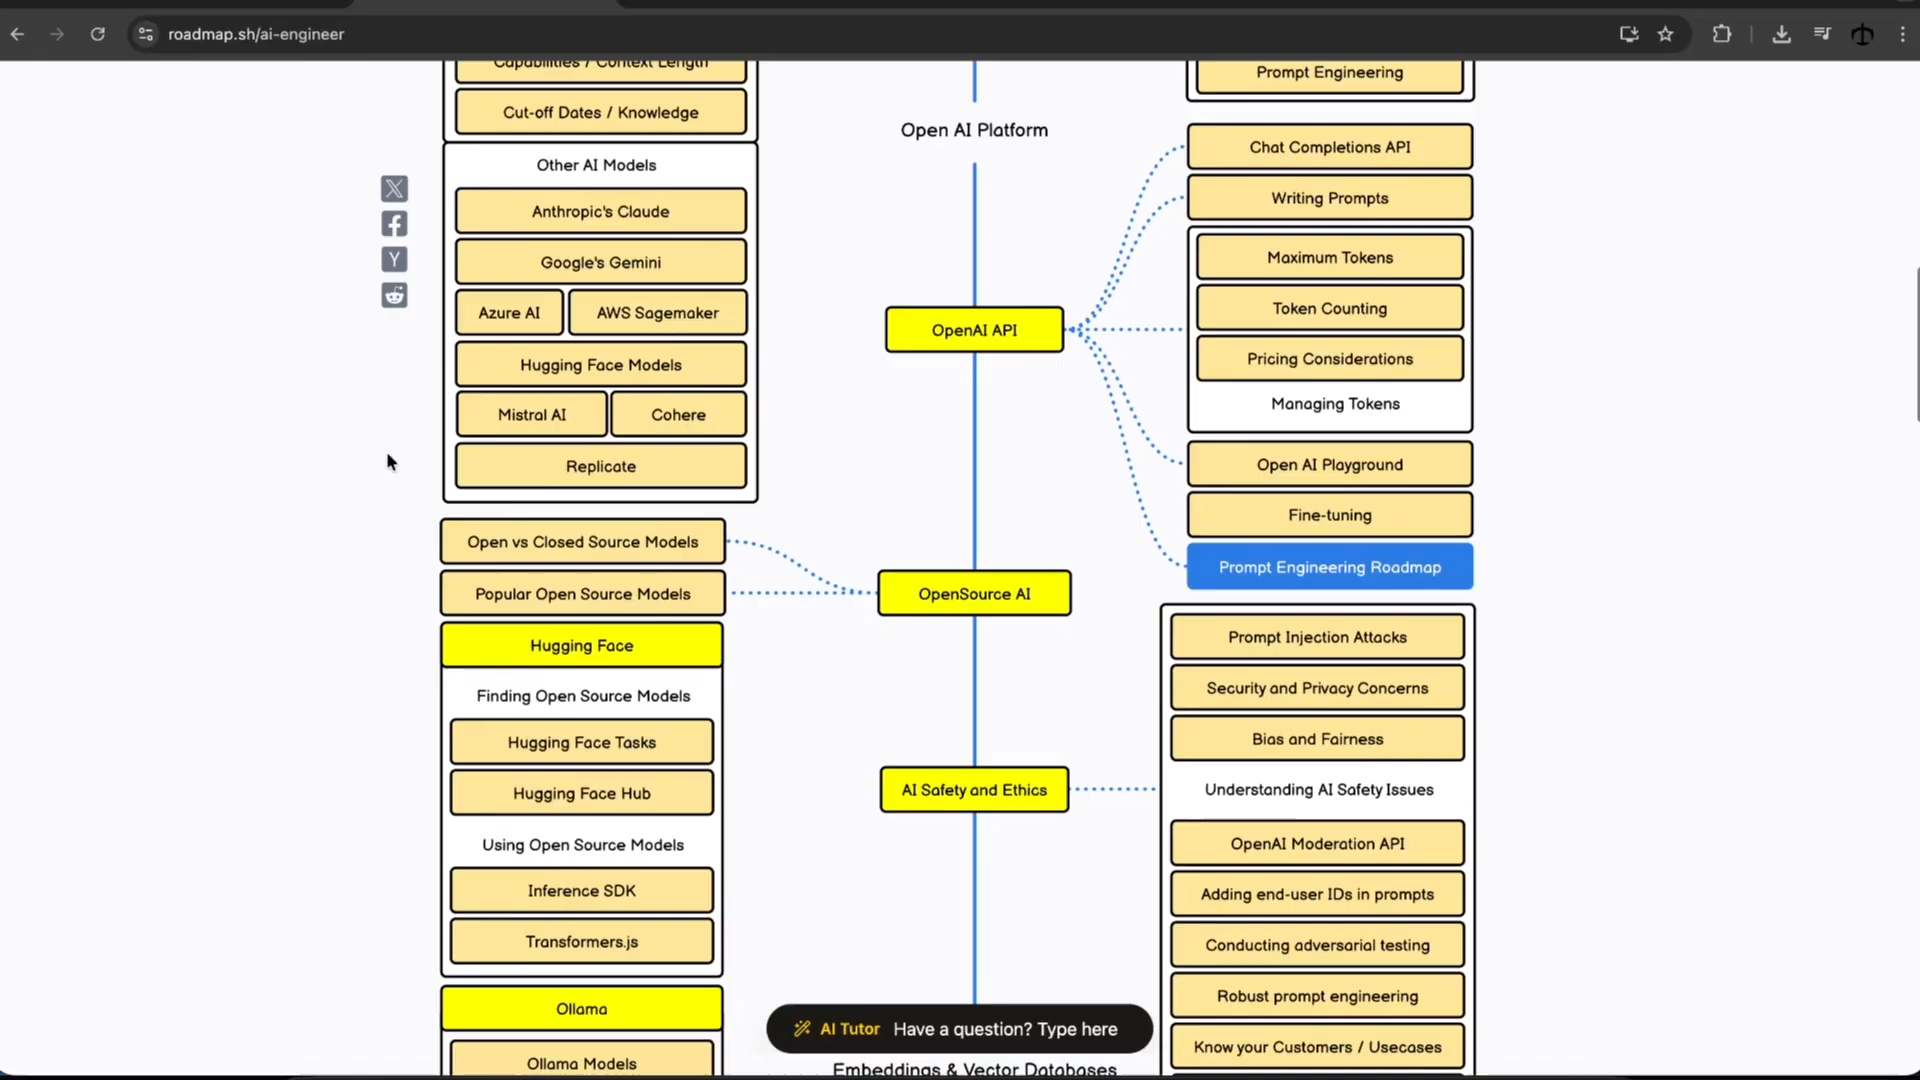 roadmap.sh/ai-engineer
Capabilities / Context Length
Cut-off Dates / Knowledge
Other AI Models
Anthropic's Claude
Google's Gemini
Azure AI
AWS Sagemaker
Hugging Face Models
Mistral AI
Cohere
Replicate
Open vs Closed Source Models
Popular Open Source Models
Hugging Face
Finding Open Source Models
Hugging Face Tasks
Hugging Face Hub
Using Open Source Models
Inference SDK
Transformers.js
Ollama
Ollama Models
Open AI Platform
OpenAI API
OpenSource AI
AI Safety and Ethics
AI Tutor Have a question? Type here
Embeddings & Vector Databases
Prompt Engineering
Chat Completions API
Writing Prompts
Maximum Tokens
Token Counting
Pricing Considerations
Managing Tokens
Open AI Playground
Fine-tuning
Prompt Engineering Roadmap
Prompt Injection Attacks
Security and Privacy Concerns
Bias and Fairness
Understanding AI Safety Issues
OpenAI Moderation API
Adding end-user IDs in prompts
Conducting adversarial testing
Robust prompt engineering
Know your Customers / Usecases